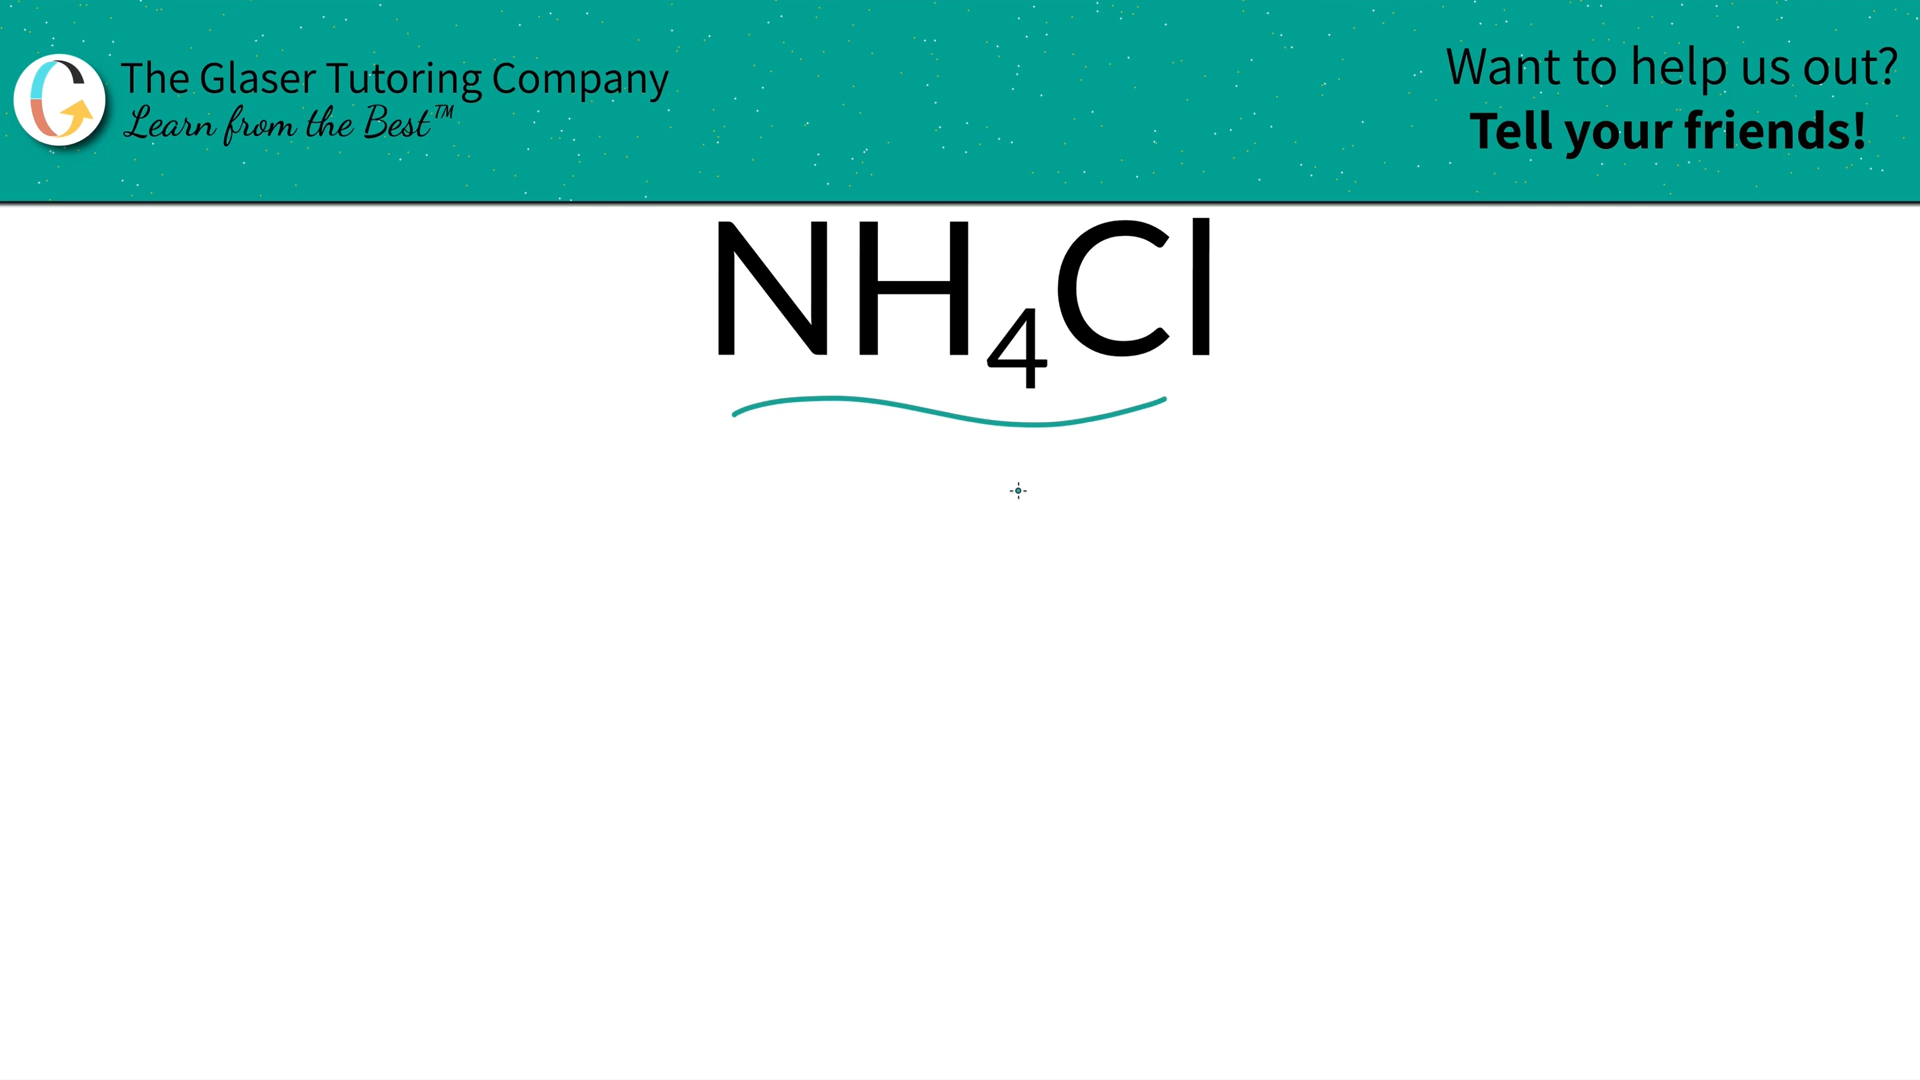 The Glaser Tutoring Company
Learn from the Best™
Want to help us out?
Tell your friends!
NH₄Cl